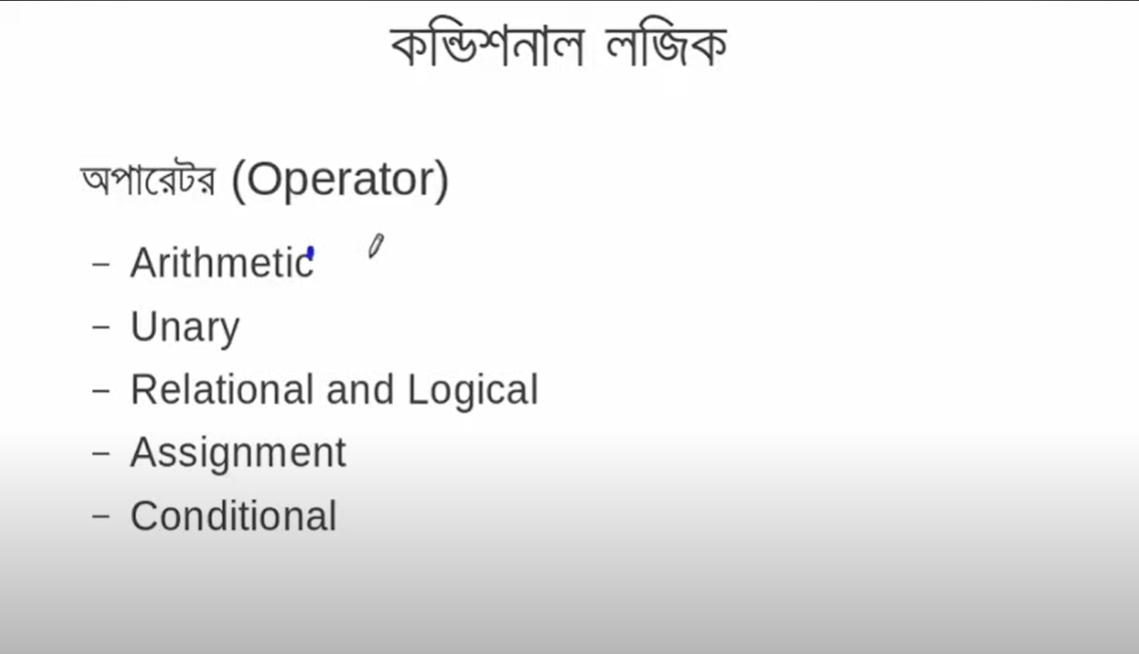 কন্ডিশনাল লজিক
অপারেটর (Operator)
– Arithmetic
– Unary
– Relational and Logical
– Assignment
– Conditional